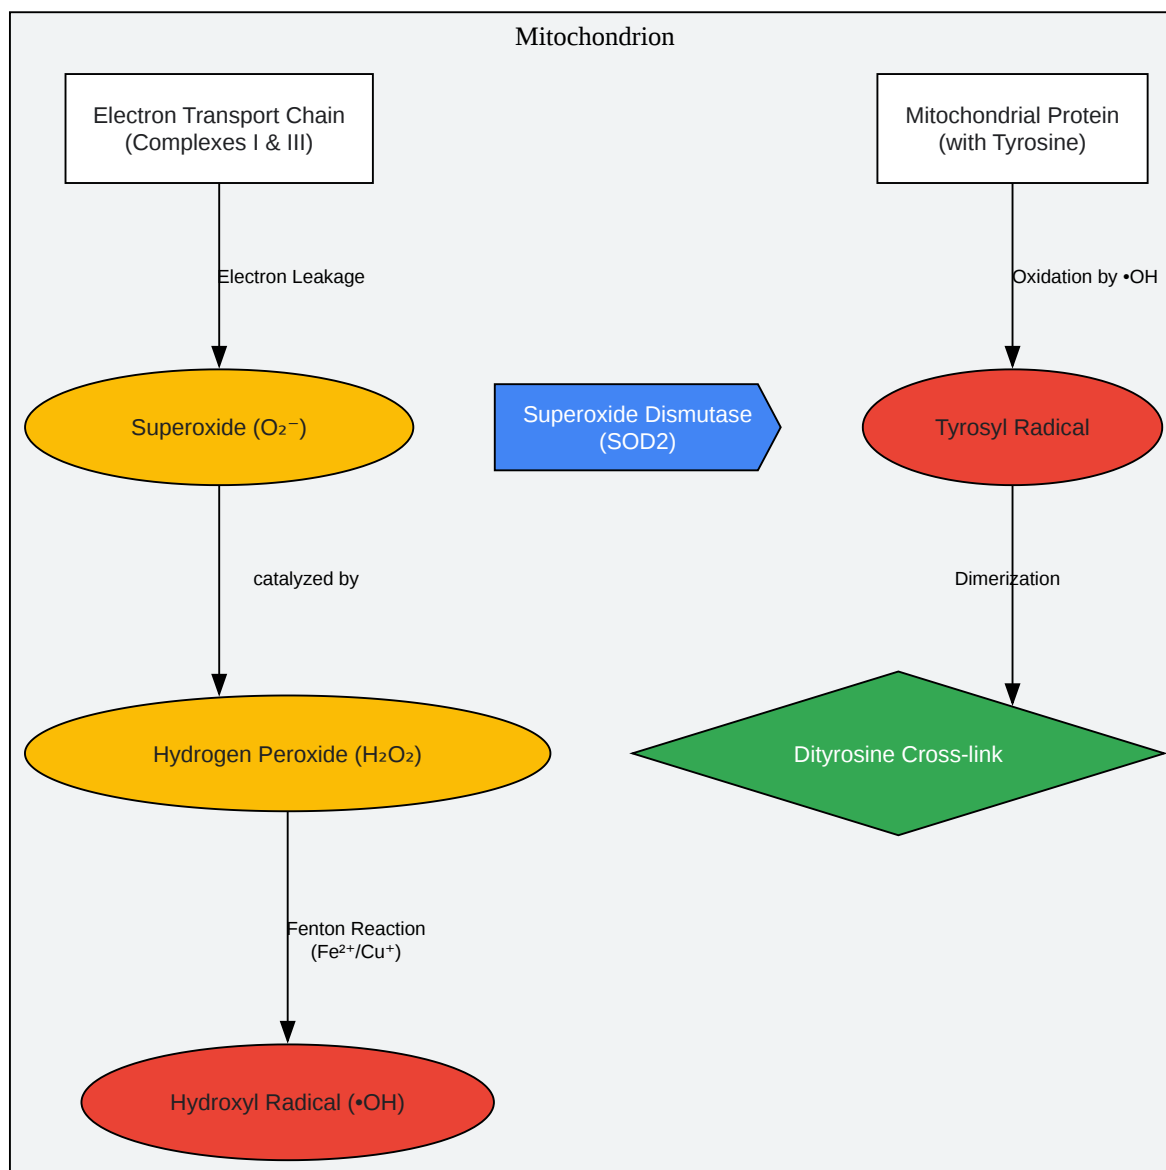 Mitochondrion
Electron Transport Chain
(Complexes I & III)
Mitochondrial Protein
(with Tyrosine)
Electron Leakage
Oxidation by •OH
Superoxide (O₂⁻)
Superoxide Dismutase
(SOD2)
Tyrosyl Radical
catalyzed by
Dimerization
Hydrogen Peroxide (H₂O₂)
Dityrosine Cross-link
Fenton Reaction
(Fe²⁺/Cu⁺)
Hydroxyl Radical (•OH)